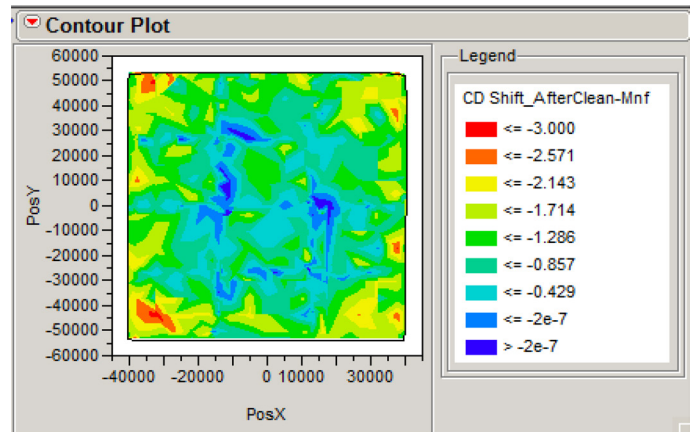 Contour Plot
60000
50000
40000
30000
20000
10000
0
-10000
-20000
-30000
-40000
-50000
-60000
PosY
-40000 -20000 0 10000 30000
PosX
Legend
CD Shift_AfterClean-Mnf
<= -3.000
<= -2.571
<= -2.143
<= -1.714
<= -1.286
<= -0.857
<= -0.429
<= -2e-7
> -2e-7